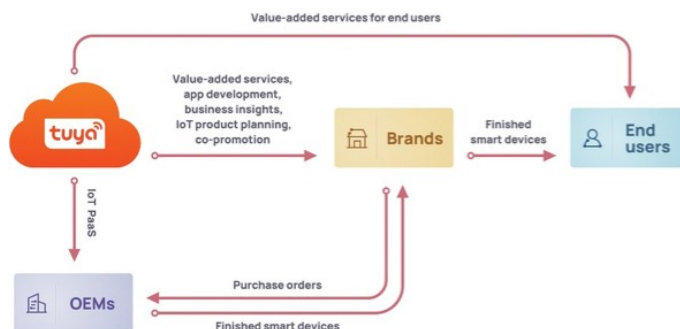 Value-added services for end users
Value-added services,
app development,
business insights,
IoT product planning,
co-promotion
tuya
Brands
Finished
smart devices
End
users
IoT PaaS
OEMs
Purchase orders
Finished smart devices